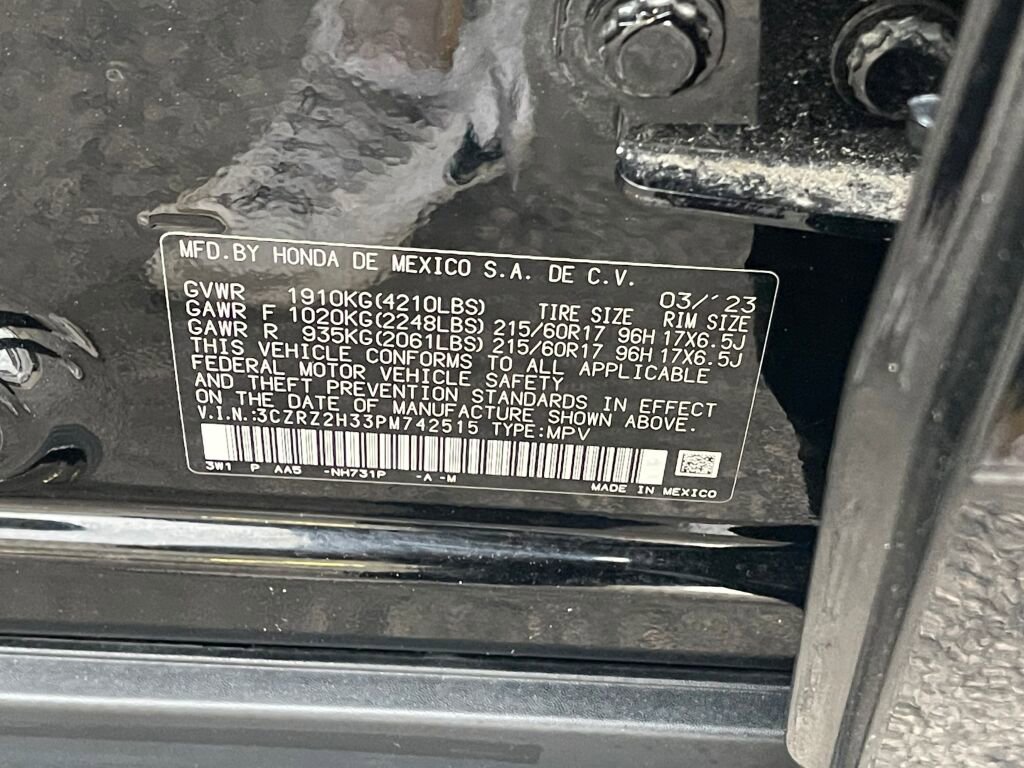 MFD.BY HONDA DE MEXICO S.A. DE C.V.
03/'23
GVWR 1910KG(4210LBS) TIRE SIZE RIM SIZE
GAWR F 1020KG(2248LBS) 215/60R17 96H 17X6.5J
GAWR R 935KG(2061LBS) 215/60R17 96H 17X6.5J
THIS VEHICLE CONFORMS TO ALL APPLICABLE
FEDERAL MOTOR VEHICLE SAFETY
AND THEFT PREVENTION STANDARDS IN EFFECT
ON THE DATE OF MANUFACTURE SHOWN ABOVE.
V.I.N.:3CZRZ2H33PM742515 TYPE:MPV
3W1 P AA5 -NH731P -A -M
MADE IN MEXICO